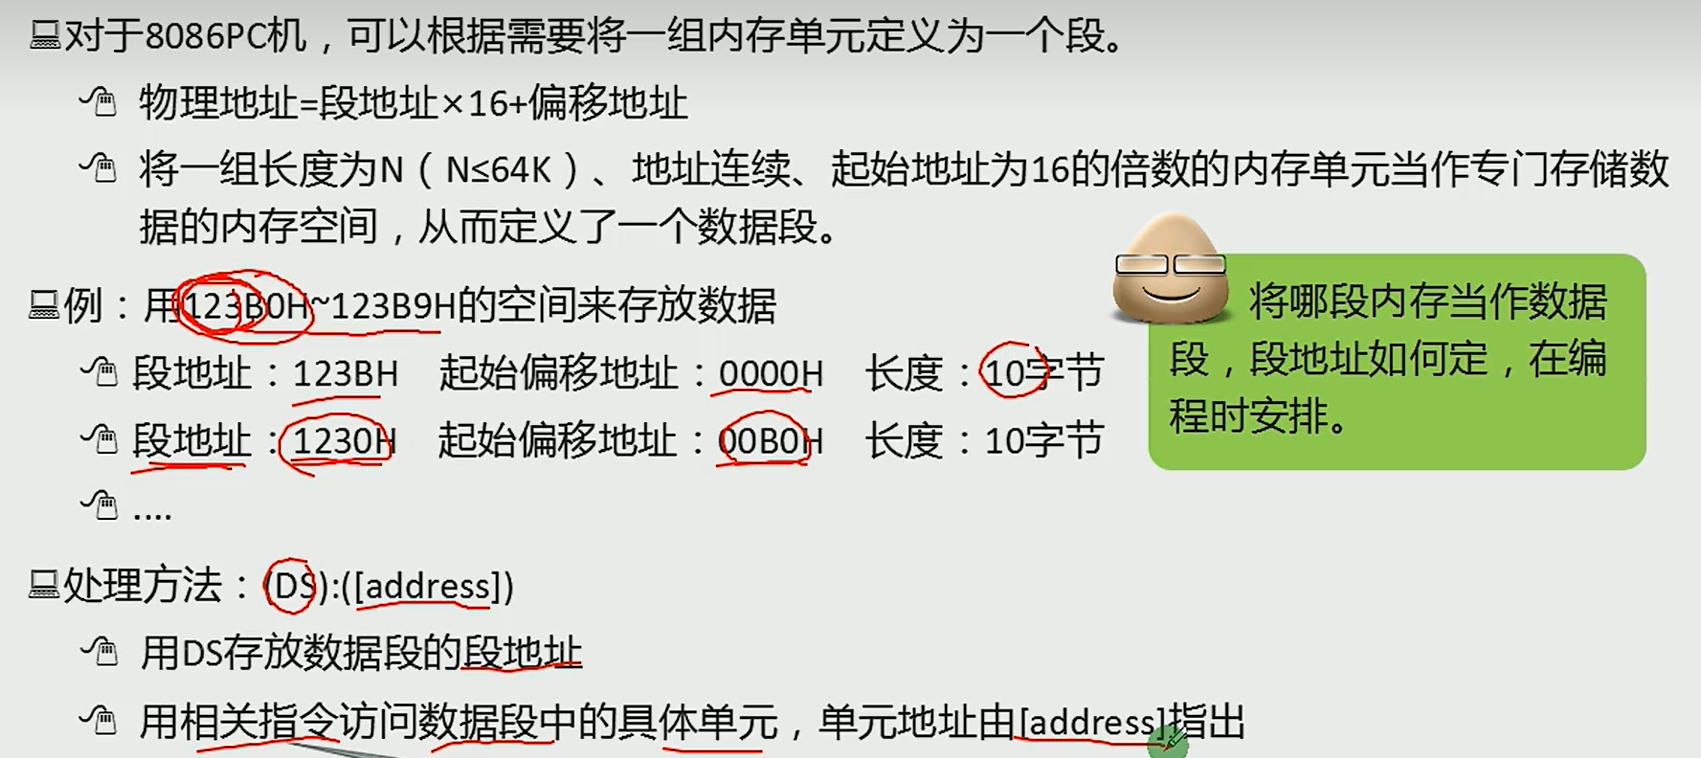 对于8086PC机，可以根据需要将一组内存单元定义为一个段。
物理地址=段地址×16+偏移地址
将一组长度为N（N≤64K）、地址连续、起始地址为16的倍数的内存单元当作专门存储数
据的内存空间，从而定义了一个数据段。
例：用123B0H~123B9H的空间来存放数据
段地址：123BH 起始偏移地址：0000H 长度：10字节
段地址：1230H 起始偏移地址：00B0H 长度：10字节
....
将哪段内存当作数据
段，段地址如何定，在编
程时安排。
处理方法：(DS):([address])
用DS存放数据段的段地址
用相关指令访问数据段中的具体单元，单元地址由[address]指出